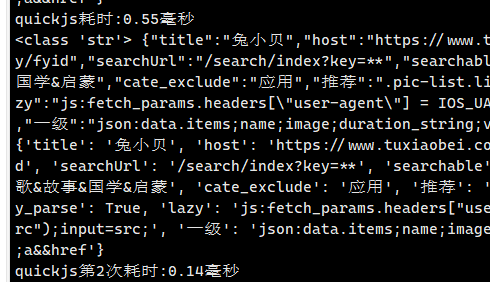 ;a&&href'}
quickjs耗时:0.55毫秒
<class 'str'> {"title":"兔小贝","host":"https://www.t
y/fyid","searchUrl":"/search/index?key=**","searchabl
国学&启蒙","cate_exclude":"应用","推荐":".pic-list.li
zy":"js:fetch_params.headers[\"user-agent\"] = IOS_UA
,"一级":"json:data.items;name;image;duration_string;v
{'title': '兔小贝', 'host': 'https://www.tuxiaobei.co
d', 'searchUrl': '/search/index?key=**', 'searchable'
歌&故事&国学&启蒙', 'cate_exclude': '应用', '推荐': '
y_parse': True, 'lazy': 'js:fetch_params.headers["use
rc");input=src;', '一级': 'json:data.items;name;image
;a&&href'}
quickjs第2次耗时:0.14毫秒